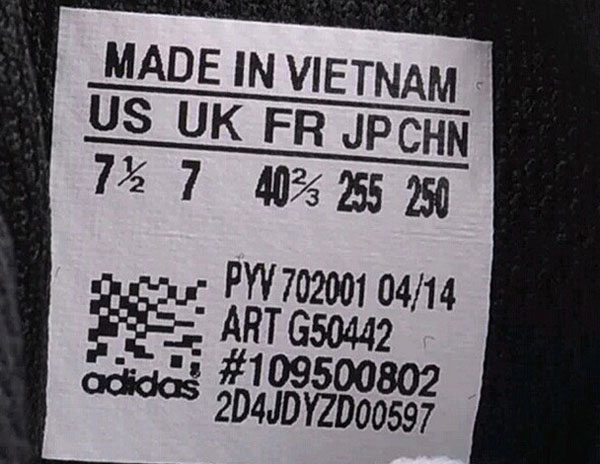 MADE IN VIETNAM
US UK FR JP CHN
7½ 7 40⅔ 255 250
PYV 702001 04/14
ART G50442
#109500802
adidas
2D4JDYZD00597